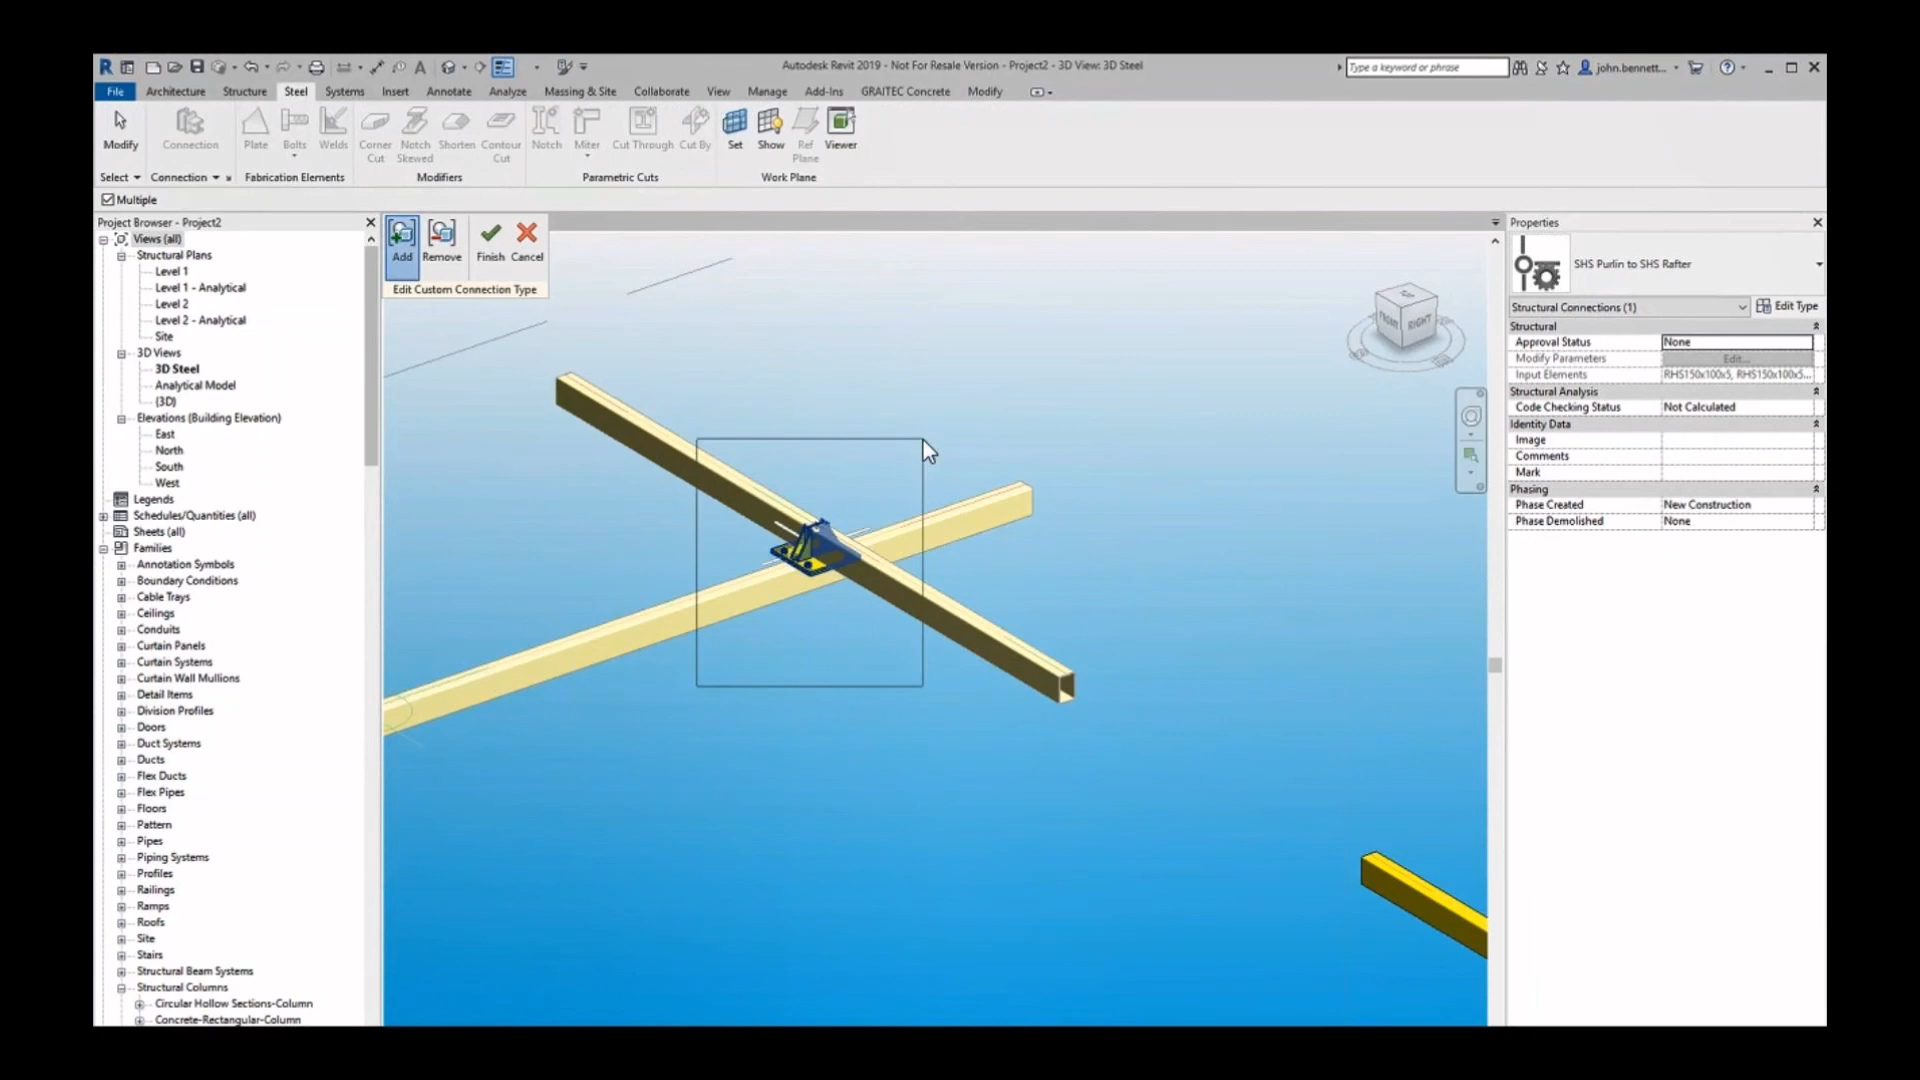 Autodesk Revit 2019 - Not For Resale Version - Project2 - 3D View: 3D Steel
Type a keyword or phrase
john.bennett...
File Architecture Structure Steel Systems Insert Annotate Analyze Massing & Site Collaborate View Manage Add-Ins GRAITEC Concrete Modify
Modify Connection Plate Bolts Welds Corner Cut Notch Skewed Shorten Contour Cut Notch Miter Cut Through Cut By Set Show Ref Plane Viewer
Select Connection Fabrication Elements Modifiers Parametric Cuts Work Plane
Multiple
Project Browser - Project2
Views (all)
Structural Plans
Level 1
Level 1 - Analytical
Level 2
Level 2 - Analytical
Site
3D Views
3D Steel
Analytical Model
{3D}
Elevations (Building Elevation)
East
North
South
West
Legends
Schedules/Quantities (all)
Sheets (all)
Families
Annotation Symbols
Boundary Conditions
Cable Trays
Ceilings
Conduits
Curtain Panels
Curtain Systems
Curtain Wall Mullions
Detail Items
Division Profiles
Doors
Duct Systems
Ducts
Flex Ducts
Flex Pipes
Floors
Pattern
Pipes
Piping Systems
Profiles
Railings
Ramps
Roofs
Site
Stairs
Structural Beam Systems
Structural Columns
Circular Hollow Sections-Column
Concrete-Rectangular-Column
Add Remove Finish Cancel
Edit Custom Connection Type
TOP
FRONT RIGHT
Properties
SHS Purlin to SHS Rafter
Structural Connections (1) Edit Type
Structural
Approval Status None
Modify Parameters Edit...
Input Elements RHS150x100x5, RHS150x100x5...
Structural Analysis
Code Checking Status Not Calculated
Identity Data
Image
Comments
Mark
Phasing
Phase Created New Construction
Phase Demolished None